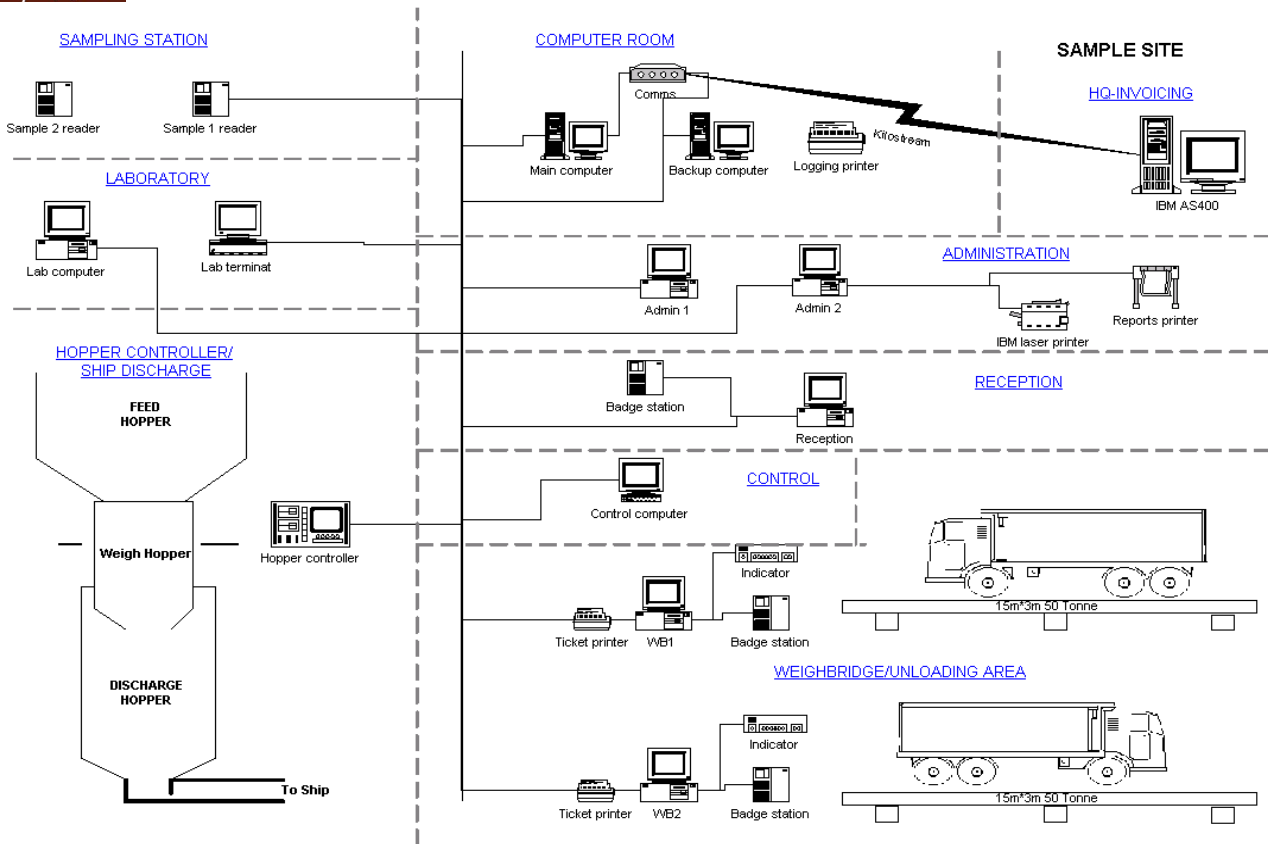 SAMPLING STATION
COMPUTER ROOM
SAMPLE SITE
HQ-INVOICING
Sample 2 reader
Sample 1 reader
Comms
Kilostream
Main computer
Backup computer
Logging printer
IBM AS400
LABORATORY
Lab computer
Lab terminat
ADMINISTRATION
Admin 1
Admin 2
IBM laser printer
Reports printer
HOPPER CONTROLLER/
SHIP DISCHARGE
FEED
HOPPER
Badge station
Reception
RECEPTION
Weigh Hopper
Hopper controller
Control computer
CONTROL
Indicator
Ticket printer
WB1
Badge station
15m*3m 50 Tonne
WEIGHBRIDGE/UNLOADING AREA
DISCHARGE
HOPPER
To Ship
Indicator
Ticket printer
WB2
Badge station
15m*3m 50 Tonne